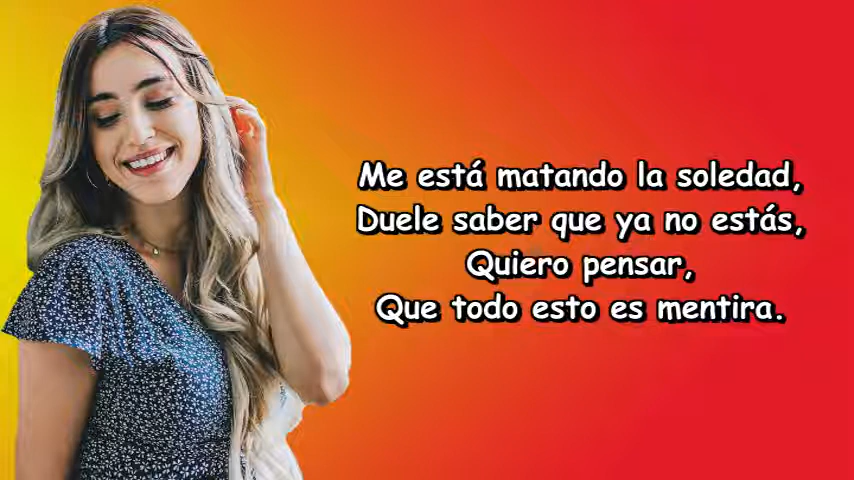 Me está matando la soledad,
Duele saber que ya no estás,
Quiero pensar,
Que todo esto es mentira.